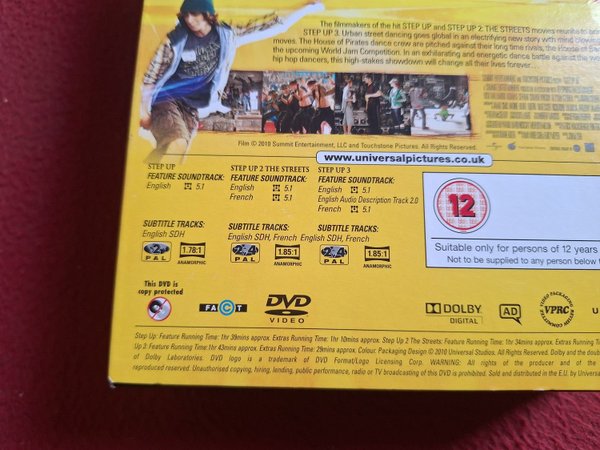 The filmmakers of the hit STEP UP and STEP UP 2: THE STREETS movies reunite to
STEP UP 3. Urban street dancing goes global in an electrifying new story with mind
moves. The House of Pirates dance crew are pitched against their long time rivals, the House of
the upcoming World Jam Competition. In an exhilarating and energetic dance battle against the
hip hop dancers, this high-stakes showdown will change all their lives forever...
Film © 2010 Summit Entertainment, LLC and Touchstone Pictures. All Rights Reserved.
www.universalpictures.co.uk
STEP UP
FEATURE SOUNDTRACK:
English 5.1
SUBTITLE TRACKS:
English SDH
PAL
1.78:1
ANAMORPHIC
STEP UP 2 THE STREETS
FEATURE SOUNDTRACK:
English 5.1
French 5.1
SUBTITLE TRACKS:
English SDH, French
2+4
PAL
1.85:1
ANAMORPHIC
STEP UP 3
FEATURE SOUNDTRACK:
English 5.1
English Audio Description Track 2.0
French 5.1
SUBTITLE TRACKS:
English SDH, French
2+4
PAL
1.85:1
ANAMORPHIC
12
Suitable only for persons of 12 years
Not to be supplied to any person below
This DVD is
copy protected
FACT
DVD
VIDEO
DOLBY
DIGITAL
AD
VIDEO PACKAGING REVIEW COMMITTEE
VPRC
U
Step Up: Feature Running Time: 1hr 39mins approx. Extras Running Time: 1hr 10mins approx. Step Up 2 The Streets: Feature Running Time: 1hr 34mins approx. Extras
Up 3: Feature Running Time: 1hr 43mins approx. Extras Running Time: 29mins approx. Colour. Packaging Design © 2010 Universal Studios. All Rights Reserved. Dolby and the double
of Dolby Laboratories. DVD logo is a trademark of DVD Format/Logo Licensing Corp. WARNING: All rights of the producer and of the
reproduced reserved. Unauthorised copying, hiring, lending, public performance, radio or TV broadcasting of this DVD is prohibited. Sold and distributed in the E.U. by Universal